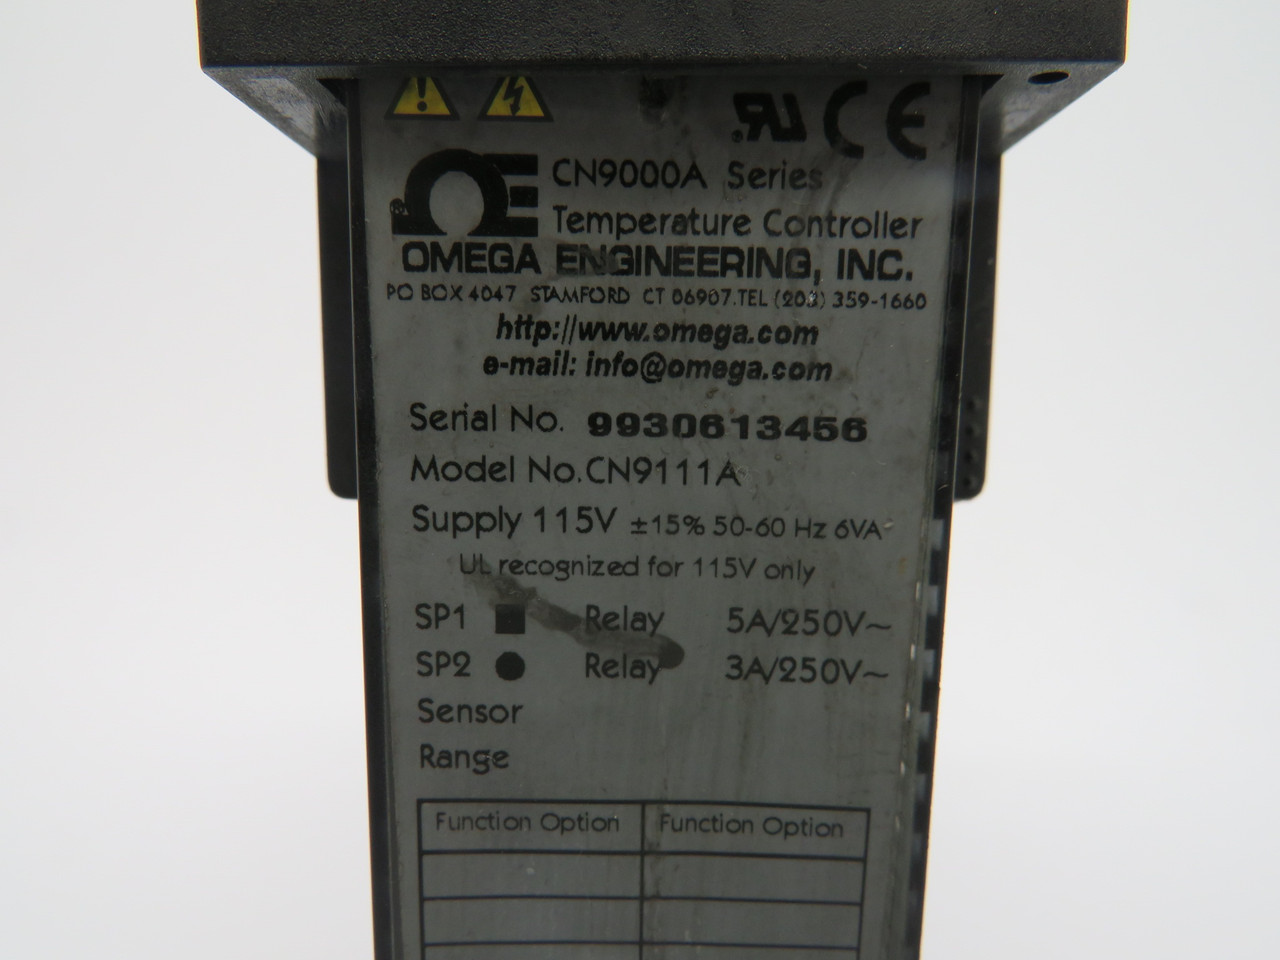 CN9000A Series
Temperature Controller
OMEGA ENGINEERING, INC.
PO BOX 4047 STAMFORD CT 06907.TEL (203) 359-1660
http://www.omega.com
e-mail: info@omega.com
Serial No. 9930613456
Model No.CN9111A
Supply 115V ±15% 50-60 Hz 6VA
UL recognized for 115V only
SP1 ■ Relay 5A/250V~
SP2 ● Relay 3A/250V~
Sensor
Range
Function Option Function Option